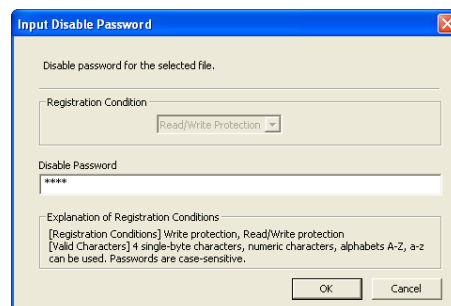 Input Disable Password
Disable password for the selected file.
Registration Condition
Read/Write Protection
Disable Password
****
Explanation of Registration Conditions
[Registration Conditions] Write protection, Read/Write protection
[Valid Characters] 4 single-byte characters, numeric characters, alphabets A-Z, a-z
can be used. Passwords are case-sensitive.
OK Cancel